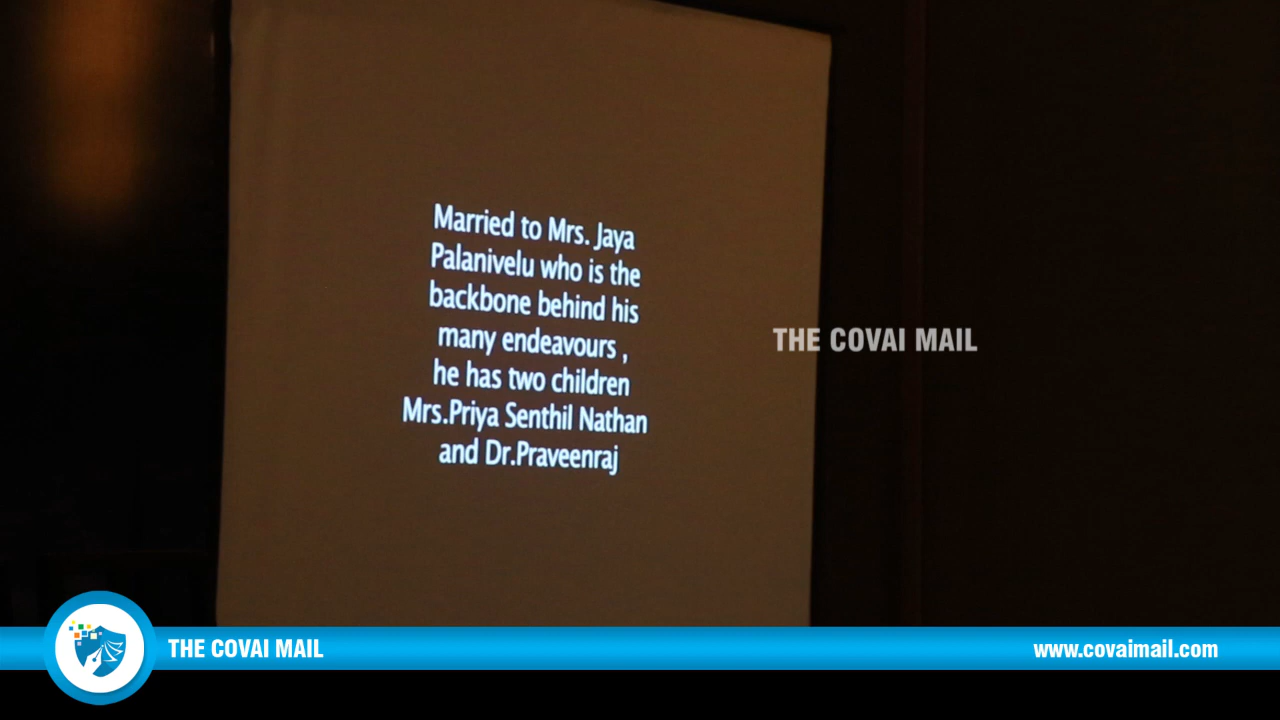 Married to Mrs. Jaya
Palanivelu who is the
backbone behind his
many endeavours ,
he has two children
Mrs.Priya Senthil Nathan
and Dr.Praveenraj
THE COVAI MAIL
THE COVAI MAIL
www.covaimail.com